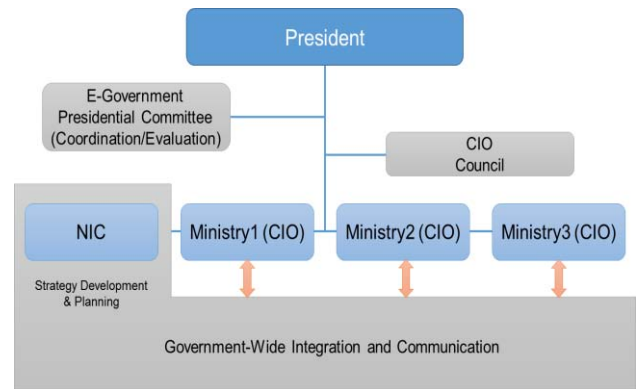 President
E-Government
Presidential Committee
(Coordination/Evaluation)
CIO
Council
NIC
Ministry1 (CIO)
Ministry2 (CIO)
Ministry3 (CIO)
Strategy Development
& Planning
Government-Wide Integration and Communication